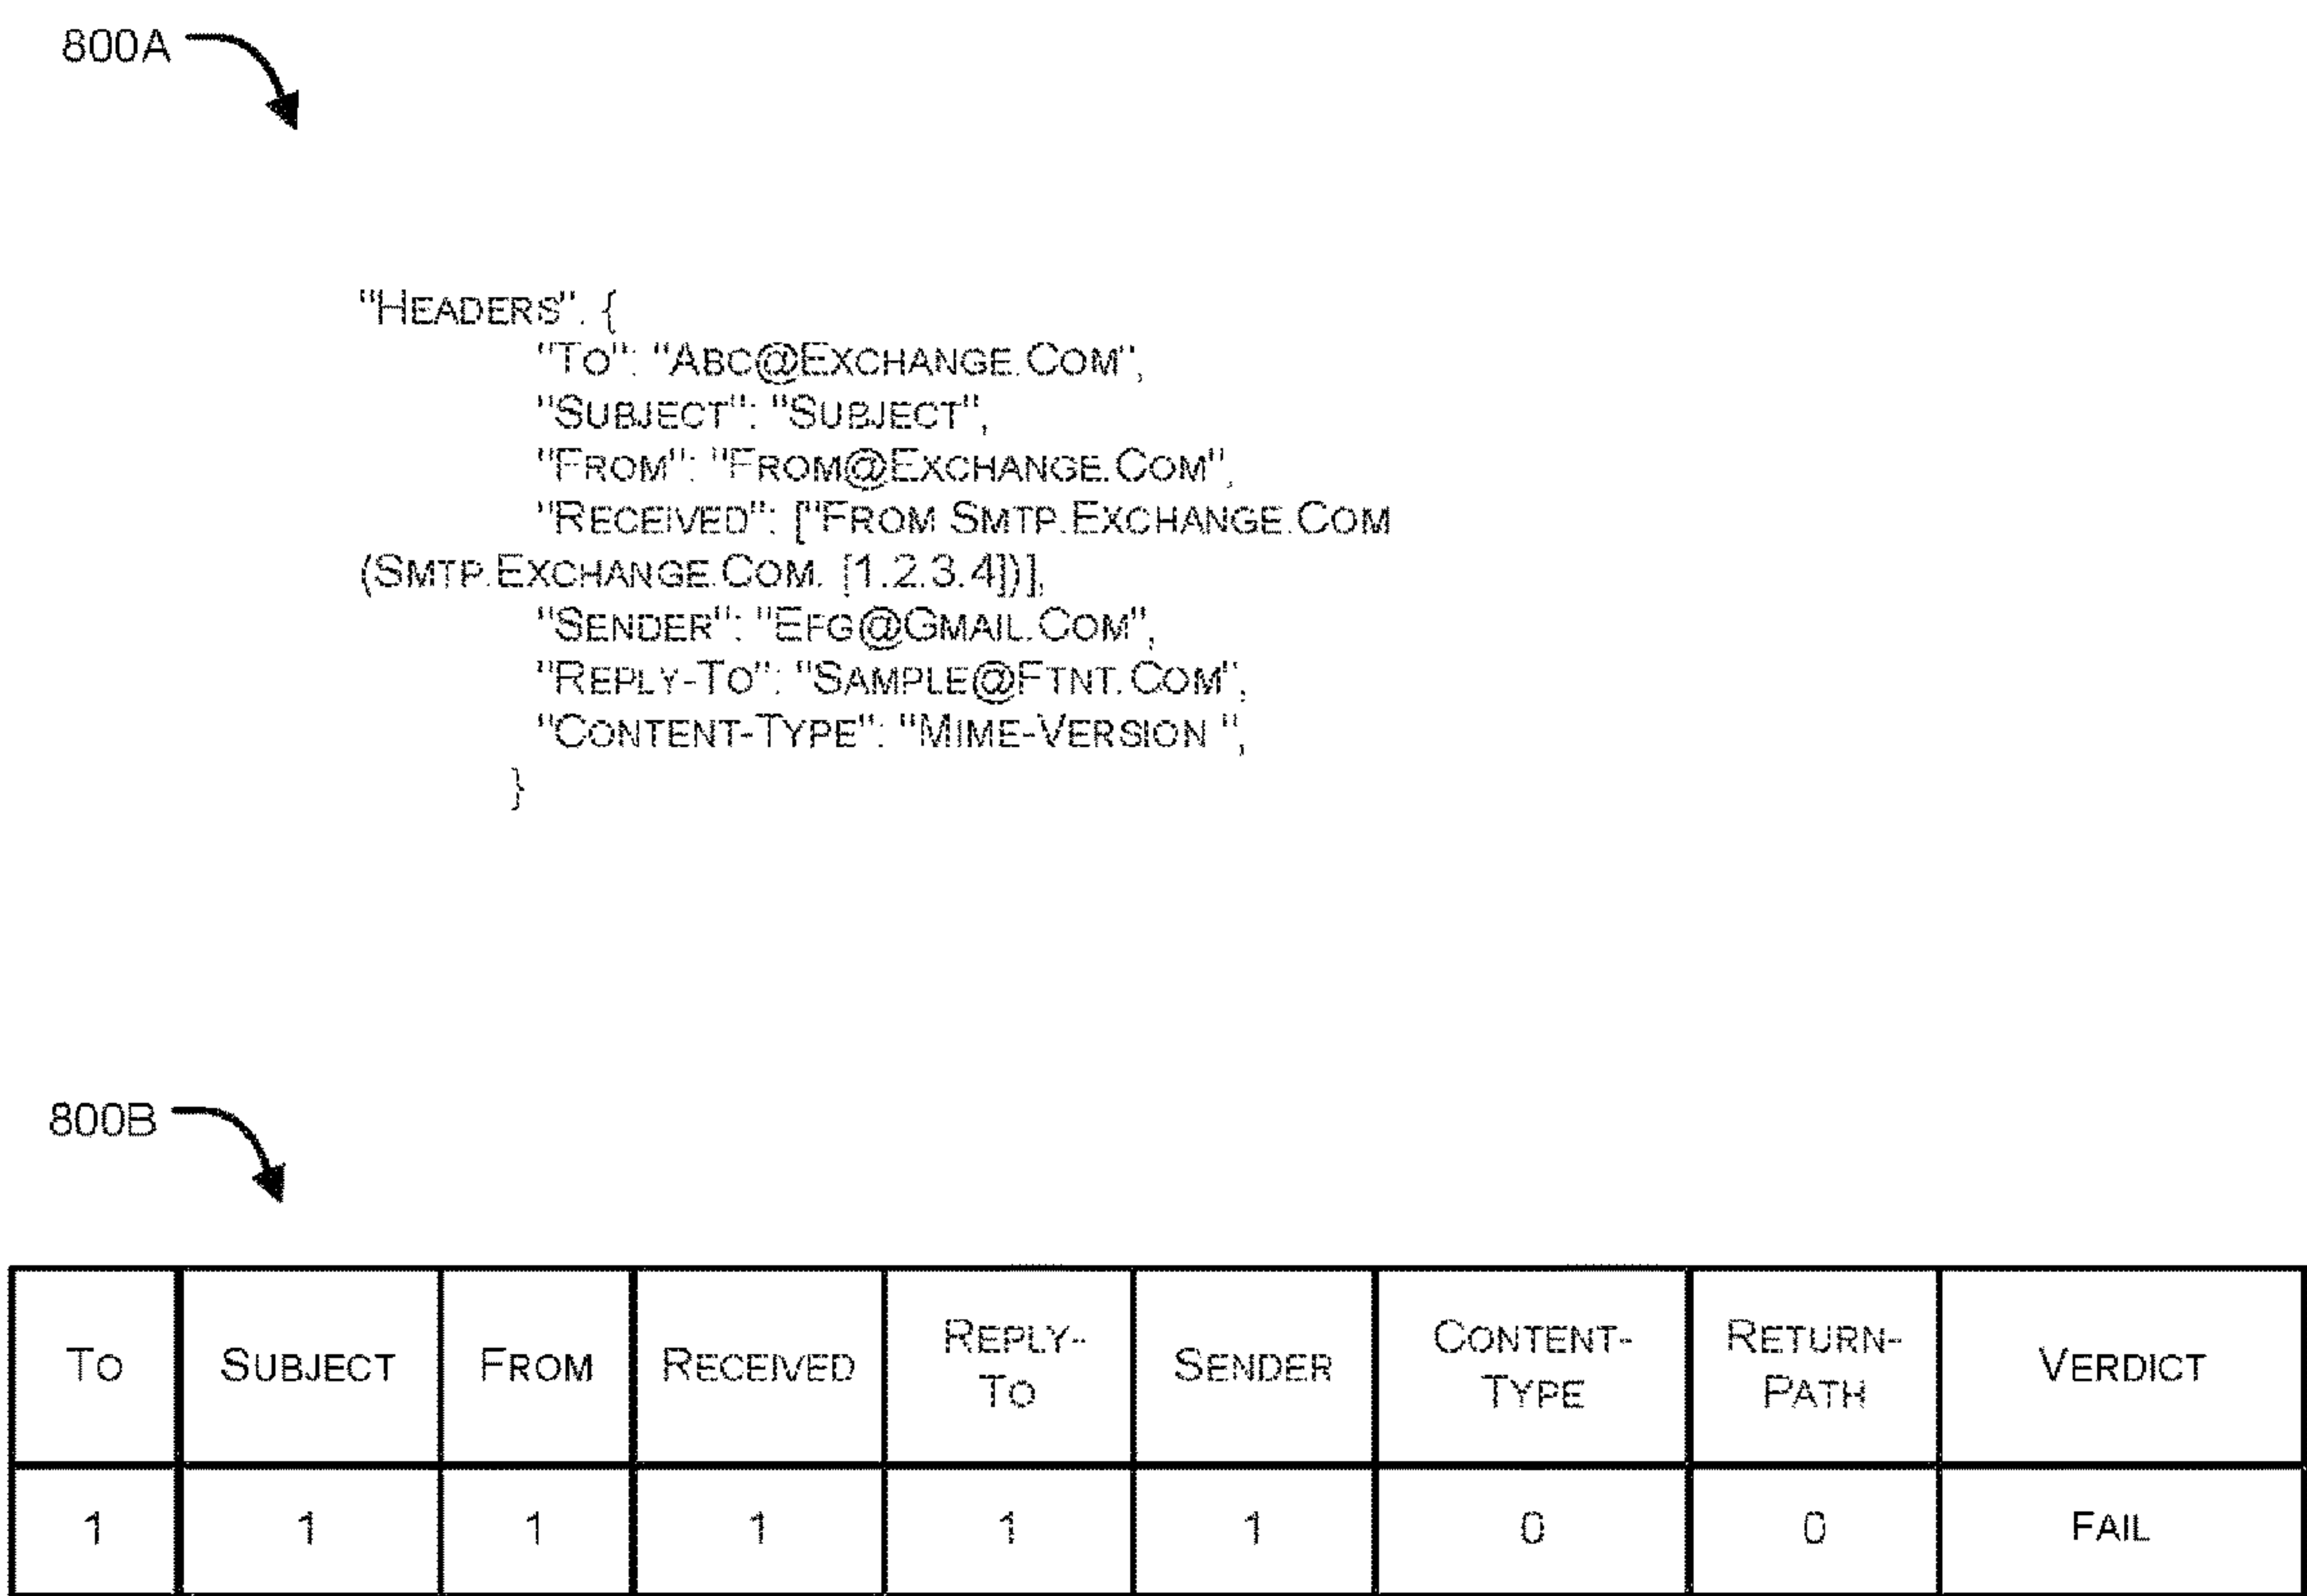 800A
"HEADERS". {
"TO": "ABC@EXCHANGE.COM",
"SUBJECT": "SUBJECT",
"FROM": "FROM@EXCHANGE.COM",
"RECEIVED": ["FROM SMTP.EXCHANGE.COM
(SMTP.EXCHANGE.COM. [1.2.3.4])],
"SENDER": "EFG@GMAIL.COM",
"REPLY-TO": "SAMPLE@FTNT.COM",
"CONTENT-TYPE": "MIME-VERSION ",
}
800B
TO SUBJECT FROM RECEIVED REPLY-TO SENDER CONTENT-TYPE RETURN-PATH VERDICT
1 1 1 1 1 1 0 0 FAIL